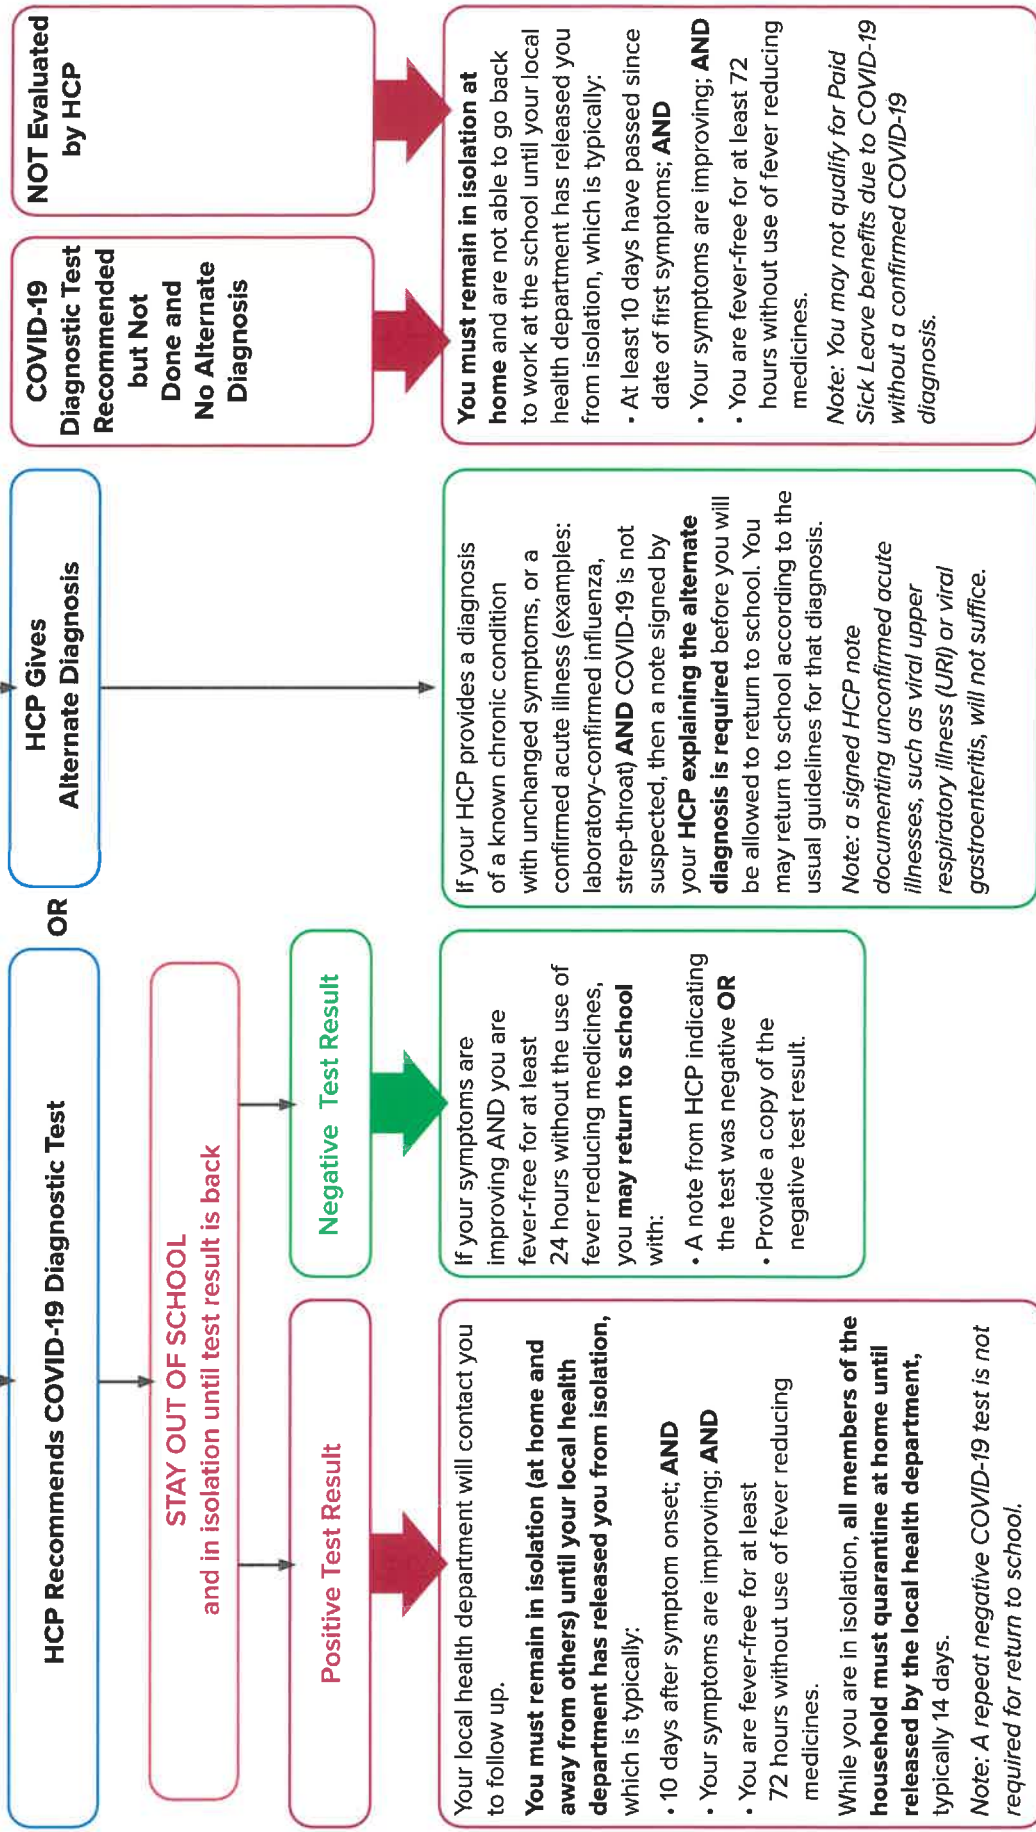 HCP Recommends COVID-19 Diagnostic Test
OR
HCP Gives
Alternate Diagnosis
COVID-19
Diagnostic Test
Recommended
but Not
Done and
No Alternate
Diagnosis
NOT Evaluated
by HCP
STAY OUT OF SCHOOL
and in isolation until test result is back
Positive Test Result
Negative Test Result
Your local health department will contact you
to follow up.
You must remain in isolation (at home and
away from others) until your local health
department has released you from isolation,
which is typically:
• 10 days after symptom onset; AND
• Your symptoms are improving; AND
• You are fever-free for at least
72 hours without use of fever reducing
medicines.
While you are in isolation, all members of the
household must quarantine at home until
released by the local health department,
typically 14 days.
Note: A repeat negative COVID-19 test is not
required for return to school.
If your symptoms are
improving AND you are
fever-free for at least
24 hours without the use of
fever reducing medicines,
you may return to school
with:
• A note from HCP indicating
the test was negative OR
• Provide a copy of the
negative test result.
If your HCP provides a diagnosis
of a known chronic condition
with unchanged symptoms, or a
confirmed acute illness (examples:
laboratory-confirmed influenza,
strep-throat) AND COVID-19 is not
suspected, then a note signed by
your HCP explaining the alternate
diagnosis is required before you will
be allowed to return to school. You
may return to school according to the
usual guidelines for that diagnosis.
Note: a signed HCP note
documenting unconfirmed acute
illnesses, such as viral upper
respiratory illness (URI) or viral
gastroenteritis, will not suffice.
You must remain in isolation at
home and are not able to go back
to work at the school until your local
health department has released you
from isolation, which is typically:
• At least 10 days have passed since
date of first symptoms; AND
• Your symptoms are improving; AND
• You are fever-free for at least 72
hours without use of fever reducing
medicines.
Note: You may not qualify for Paid
Sick Leave benefits due to COVID-19
without a confirmed COVID-19
diagnosis.